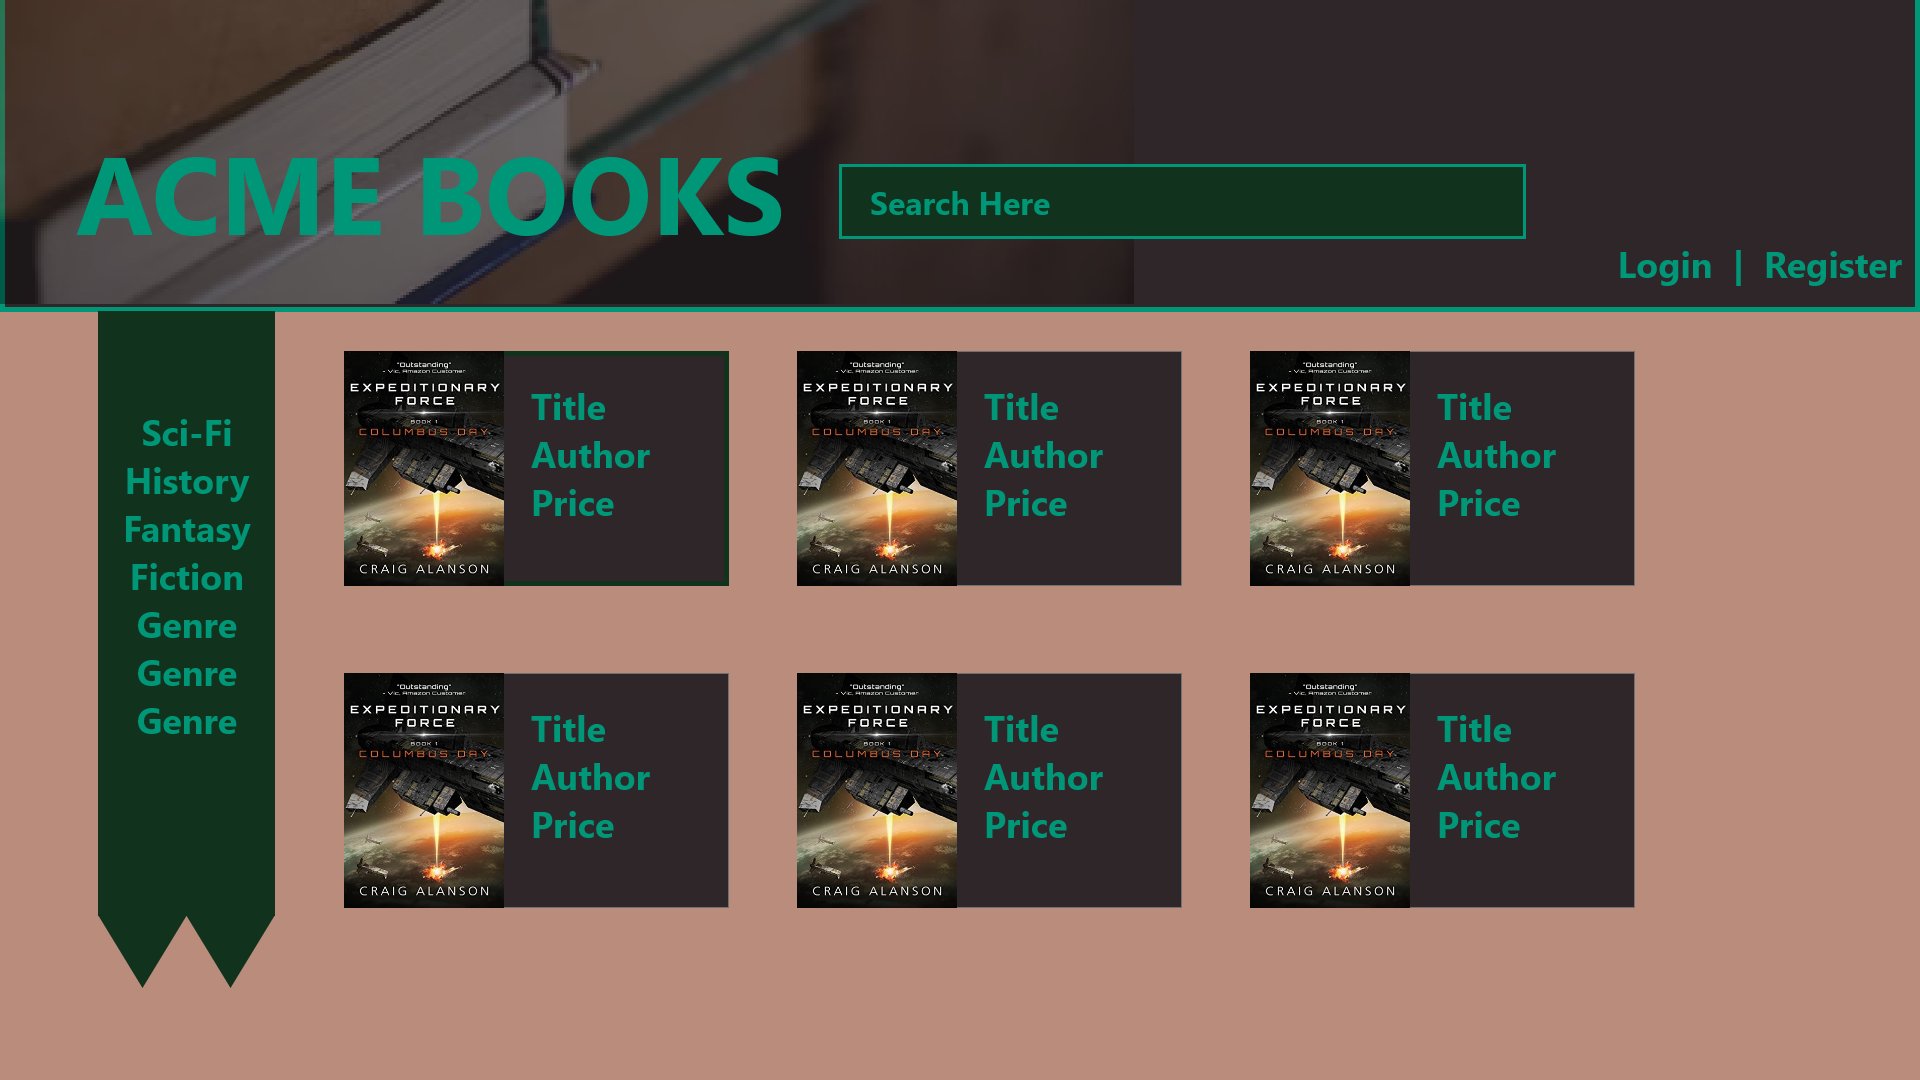 ACME BOOKS
Search Here
Login | Register
Sci-Fi
History
Fantasy
Fiction
Genre
Genre
Genre
"Outstanding"
- Vic, Amazon Customer
EXPEDITIONARY
FORCE
BOOK 1
COLUMBUS DAY
CRAIG ALANSON
Title
Author
Price
"Outstanding"
- Vic, Amazon Customer
EXPEDITIONARY
FORCE
BOOK 1
COLUMBUS DAY
CRAIG ALANSON
Title
Author
Price
"Outstanding"
- Vic, Amazon Customer
EXPEDITIONARY
FORCE
BOOK 1
COLUMBUS DAY
CRAIG ALANSON
Title
Author
Price
"Outstanding"
- Vic, Amazon Customer
EXPEDITIONARY
FORCE
BOOK 1
COLUMBUS DAY
CRAIG ALANSON
Title
Author
Price
"Outstanding"
- Vic, Amazon Customer
EXPEDITIONARY
FORCE
BOOK 1
COLUMBUS DAY
CRAIG ALANSON
Title
Author
Price
"Outstanding"
- Vic, Amazon Customer
EXPEDITIONARY
FORCE
BOOK 1
COLUMBUS DAY
CRAIG ALANSON
Title
Author
Price